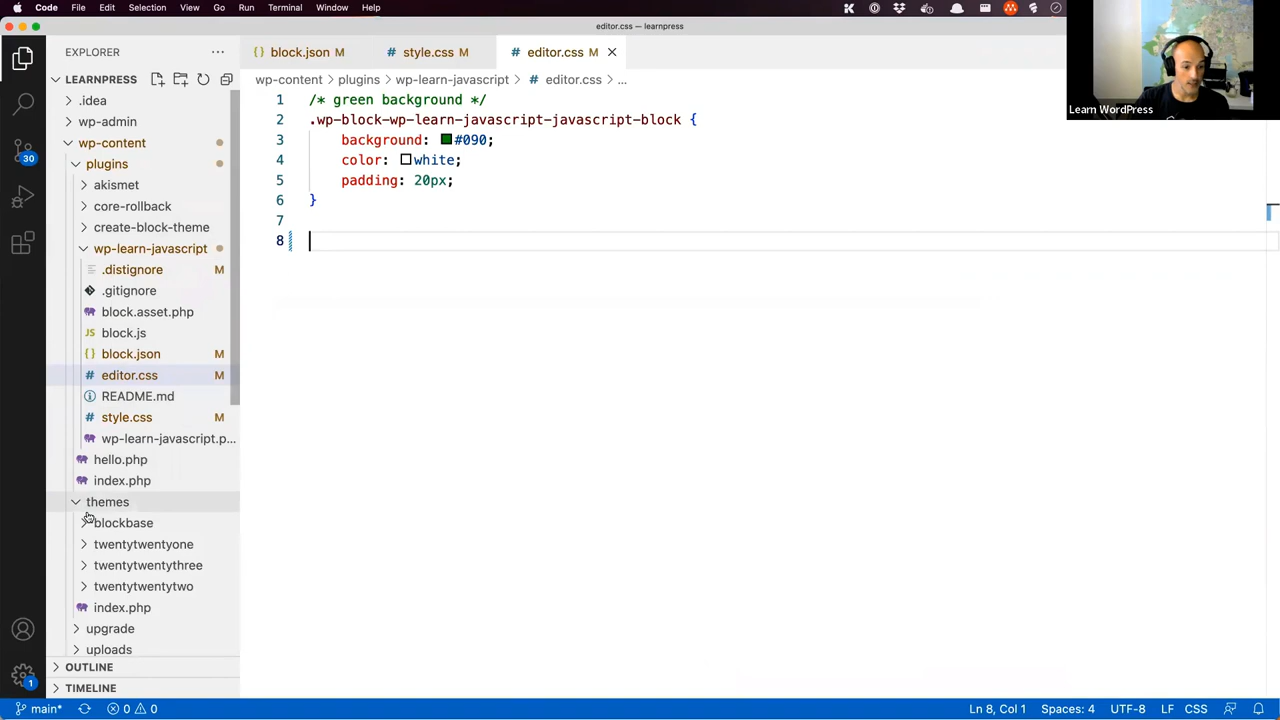 Code File Edit Selection View Go Run Terminal Window Help
editor.css — learnpress
EXPLORER
block.json M
style.css M
editor.css M
LEARNPRESS
wp-content plugins wp-learn-javascript editor.css ...
.idea
wp-admin
wp-content
plugins
akismet
core-rollback
create-block-theme
wp-learn-javascript
.distignore M
.gitignore
block.asset.php
block.js
block.json M
editor.css M
README.md
style.css M
wp-learn-javascript.p...
hello.php
index.php
themes
blockbase
twentytwentyone
twentytwentythree
twentytwentytwo
index.php
upgrade
uploads
OUTLINE
TIMELINE
30
1
1 /* green background */
2 .wp-block-wp-learn-javascript-javascript-block {
3 background: #090;
4 color: white;
5 padding: 20px;
6 }
7
8
Learn WordPress
main* 0 0
Ln 8, Col 1 Spaces: 4 UTF-8 LF CSS